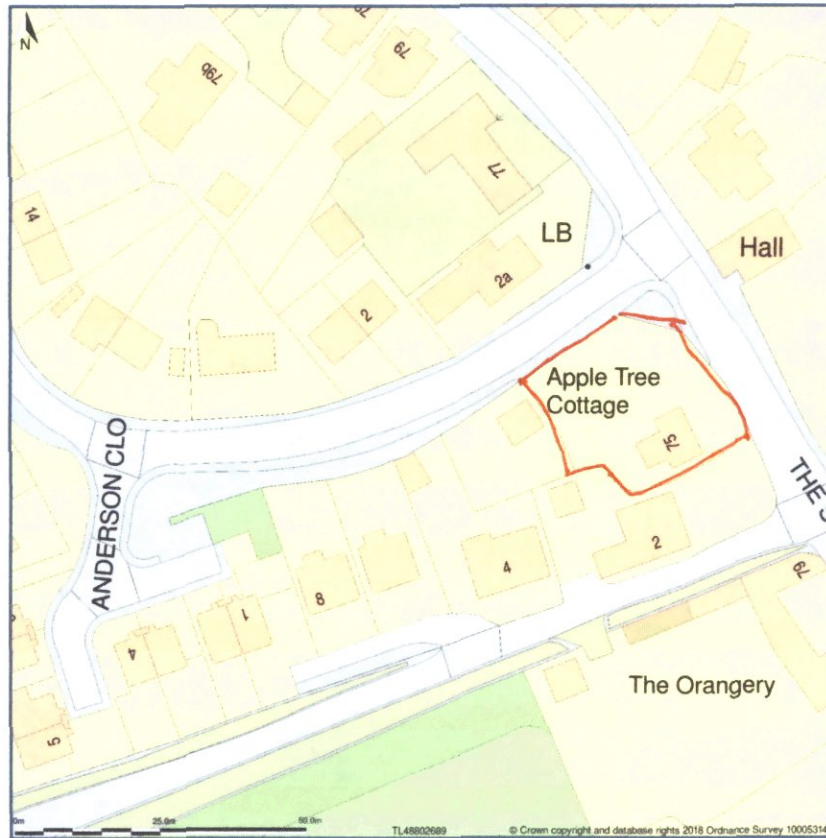 N
79
79
79b
77
14
LB
Hall
2a
2
Apple Tree
Cottage
75
ANDERSON CLO
THE S
2
4
8
1
4
5
79
The Orangery
0m
25.0m
50.0m
TL48802689
© Crown copyright and database rights 2018 Ordnance Survey 10005314